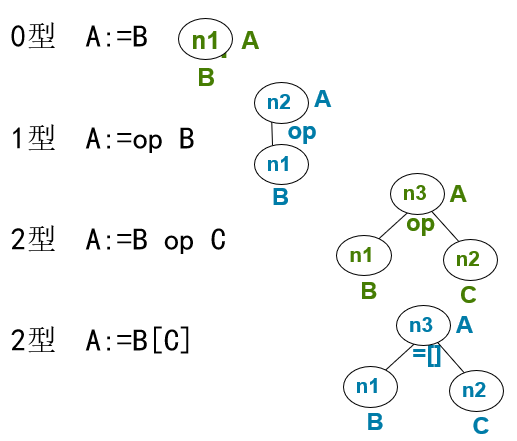 0型 A:=B n1 A
B
n2 A
op
1型 A:=op B n1
B
n3 A
op
2型 A:=B op C n1 n2
B C
n3 A
2型 A:=B[C] =[]
n1 n2
B C